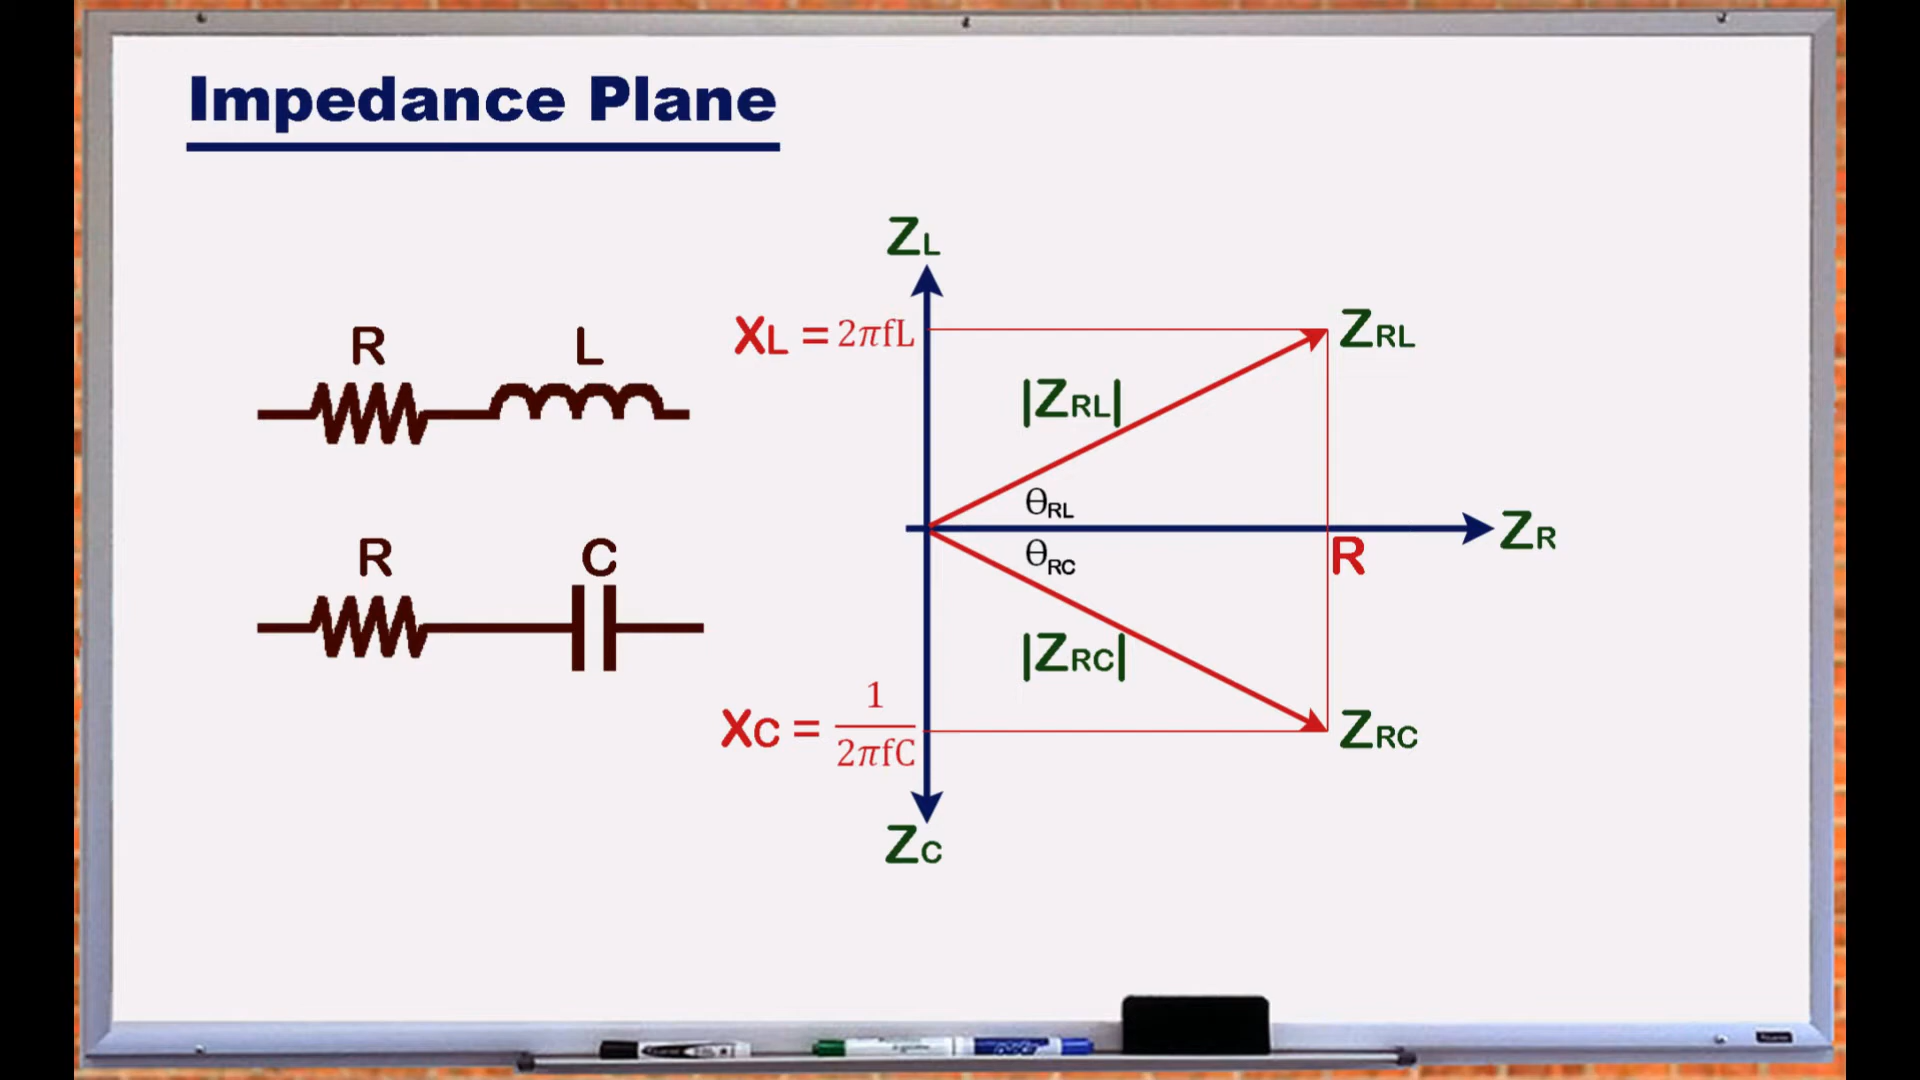 Impedance Plane
ZL
XL = 2πfL
ZRL
R L
|ZRL|
θRL
ZR
θRC
R
R C
|ZRC|
XC = 1/2πfC
ZRC
ZC